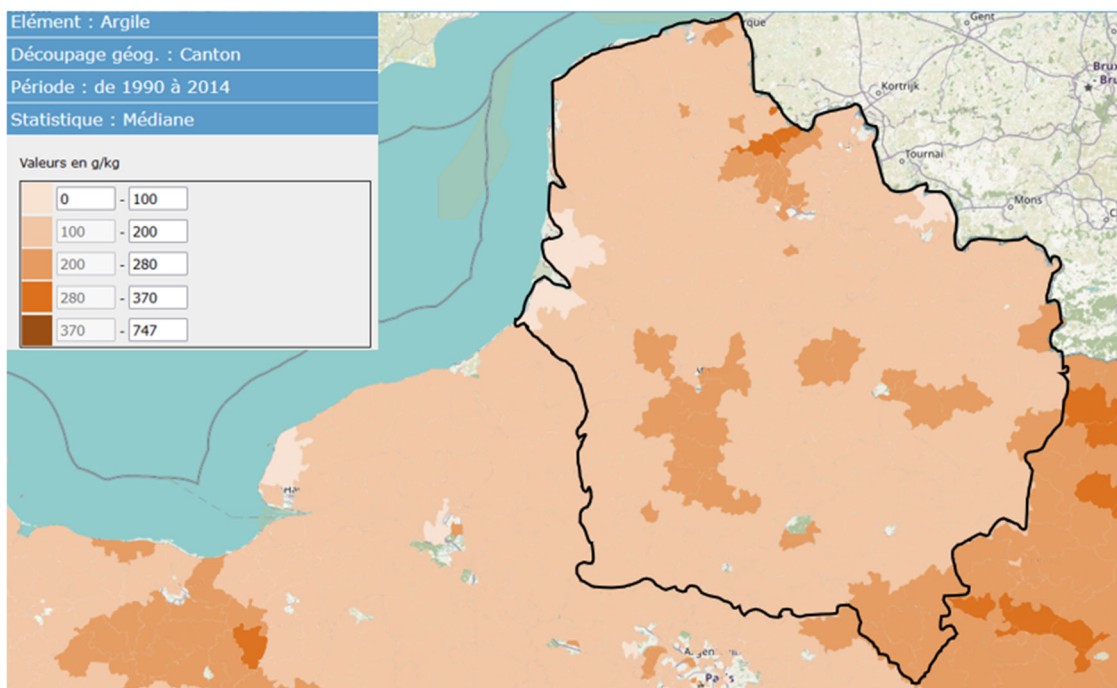 Elément : Argile
Découpage géog. : Canton
Période : de 1990 à 2014
Statistique : Médiane
Valeurs en g/kg
0 - 100
100 - 200
200 - 280
280 - 370
370 - 747
Gent
Kortrijk
Tournai
Mons